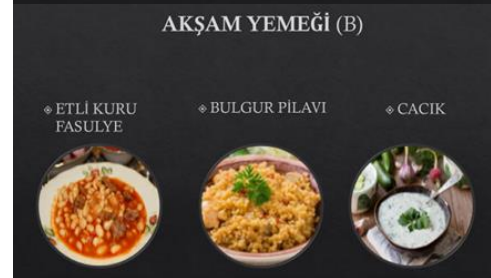 AKŞAM YEMEĞİ (B)
ETLİ KURU
FASULYE
BULGUR PİLAVI
CACIK